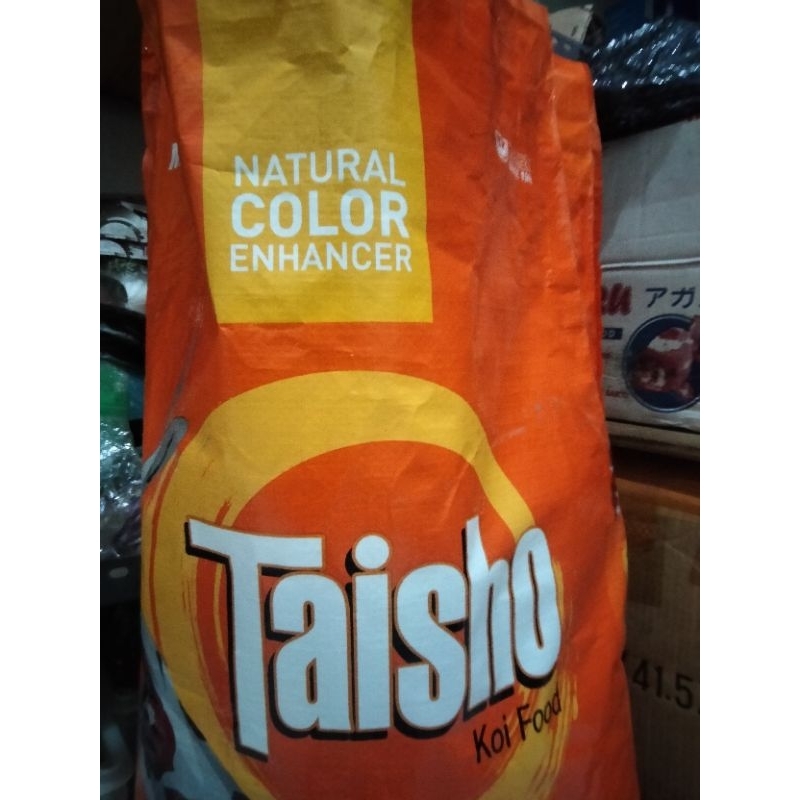 NATURAL
COLOR
ENHANCER
アガ
Taisho
Koi Food
41.5